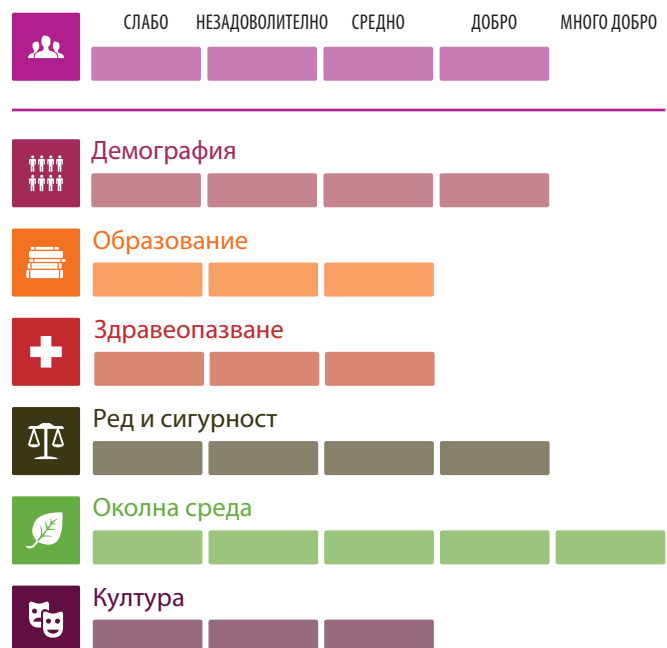 СЛАБО НЕЗАДОВОЛИТЕЛНО СРЕДНО ДОБРО МНОГО ДОБРО
Демография
Образование
Здравеопазване
Ред и сигурност
Околна среда
Култура